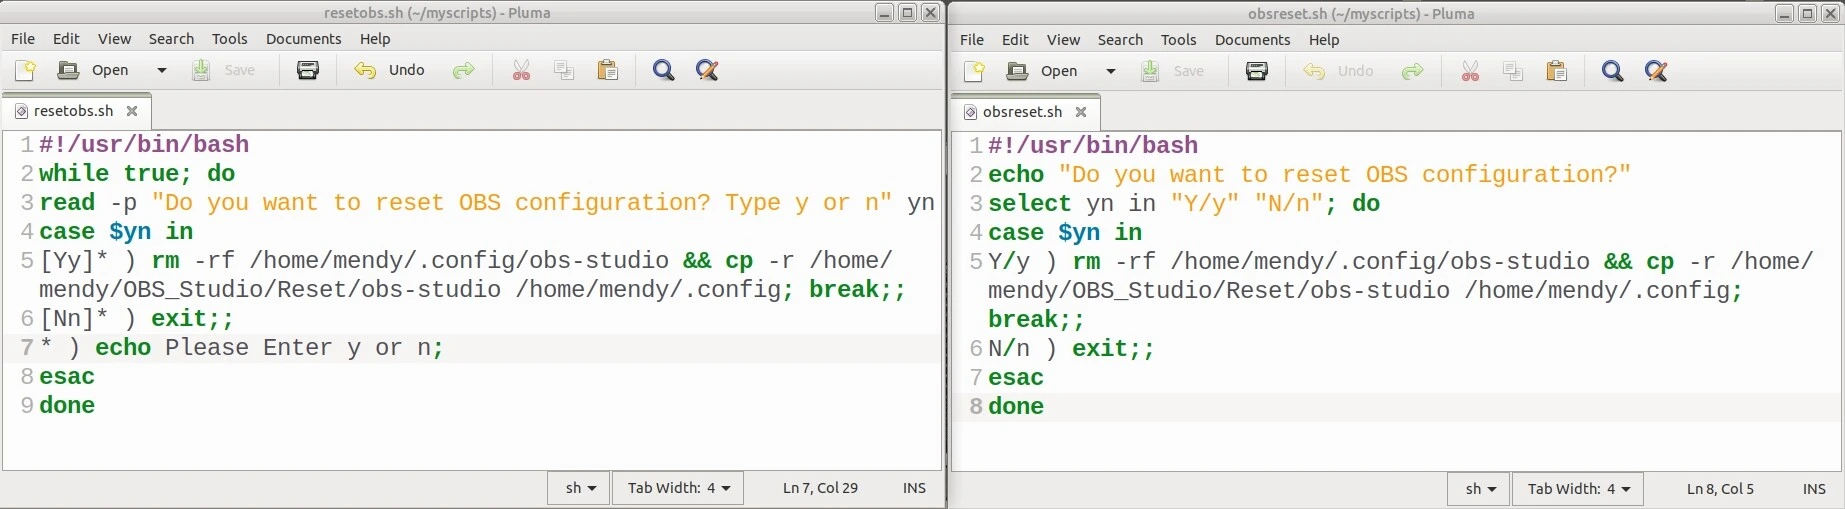 resetobs.sh (~/myscripts) - Pluma
File Edit View Search Tools Documents Help
Open Save Undo
resetobs.sh
1 #!/usr/bin/bash
2 while true; do
3 read -p "Do you want to reset OBS configuration? Type y or n" yn
4 case $yn in
5 [Yy]* ) rm -rf /home/mendy/.config/obs-studio && cp -r /home/
mendy/OBS_Studio/Reset/obs-studio /home/mendy/.config; break;;
6 [Nn]* ) exit;;
7 * ) echo Please Enter y or n;
8 esac
9 done
sh Tab Width: 4 Ln 7, Col 29 INS
obsreset.sh (~/myscripts) - Pluma
File Edit View Search Tools Documents Help
Open Save Undo
obsreset.sh
1 #!/usr/bin/bash
2 echo "Do you want to reset OBS configuration?"
3 select yn in "Y/y" "N/n"; do
4 case $yn in
5 Y/y ) rm -rf /home/mendy/.config/obs-studio && cp -r /home/
mendy/OBS_Studio/Reset/obs-studio /home/mendy/.config;
break;;
6 N/n ) exit;;
7 esac
8 done
sh Tab Width: 4 Ln 8, Col 5 INS